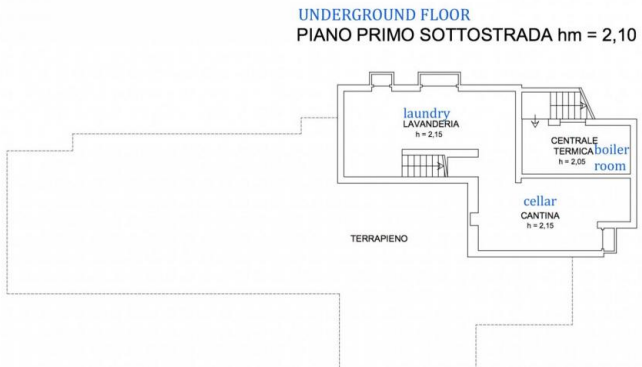 UNDERGROUND FLOOR
PIANO PRIMO SOTTOSTRADA hm = 2,10
laundry
LAVANDERIA
h = 2,15
CENTRALE
TERMICA boiler
h = 2,05 room
cellar
CANTINA
h = 2,15
TERRAPIENO